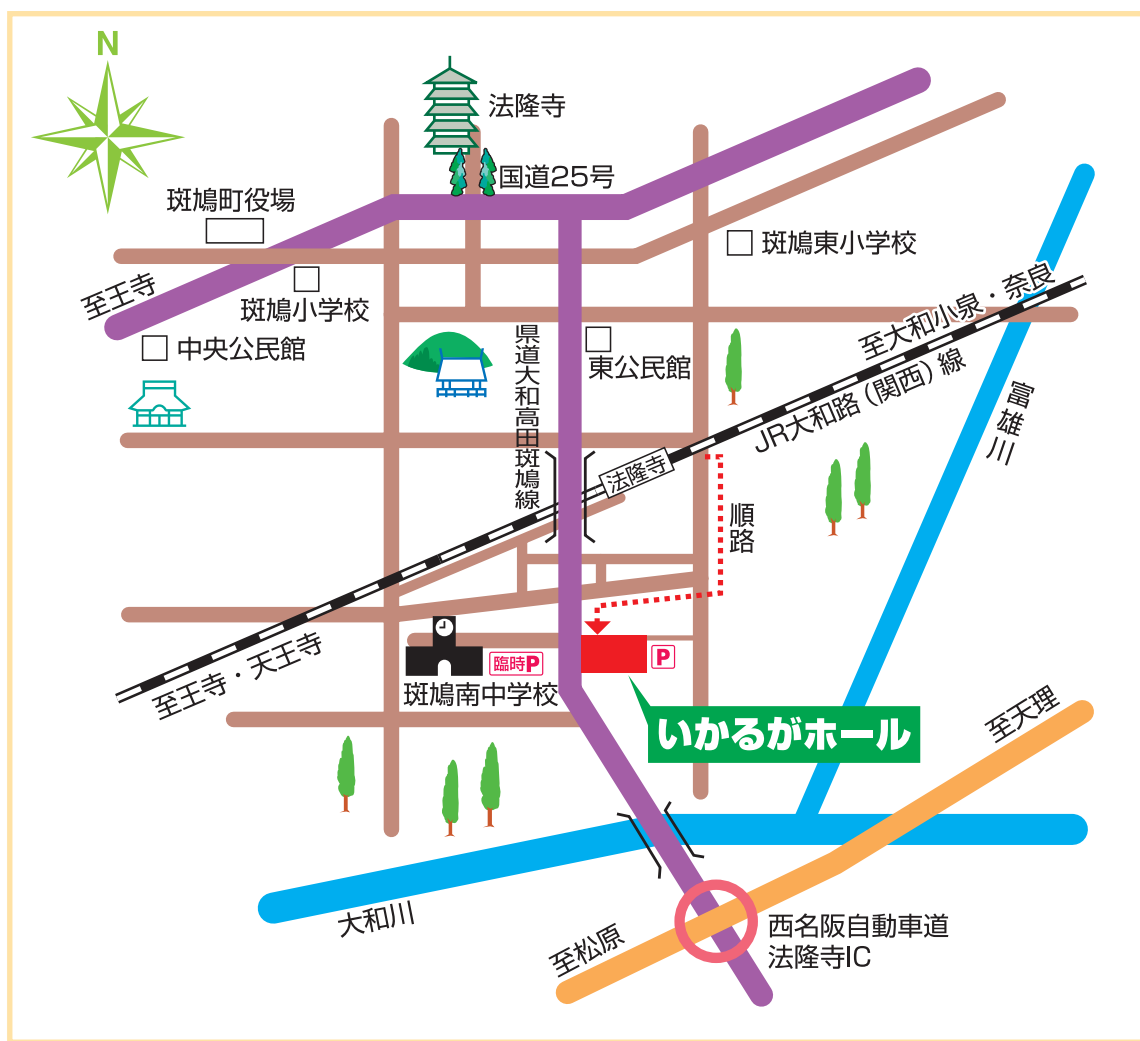 N
法隆寺
国道25号
斑鳩町役場
斑鳩東小学校
至王寺
斑鳩小学校
中央公民館
県道大和高田斑鳩線
東公民館
至大和小泉・奈良
JR大和路(関西)線
富雄川
法隆寺
順路
至王寺・天王寺
臨時P
P
斑鳩南中学校
いかるがホール
至天理
大和川
至松原
西名阪自動車道
法隆寺IC